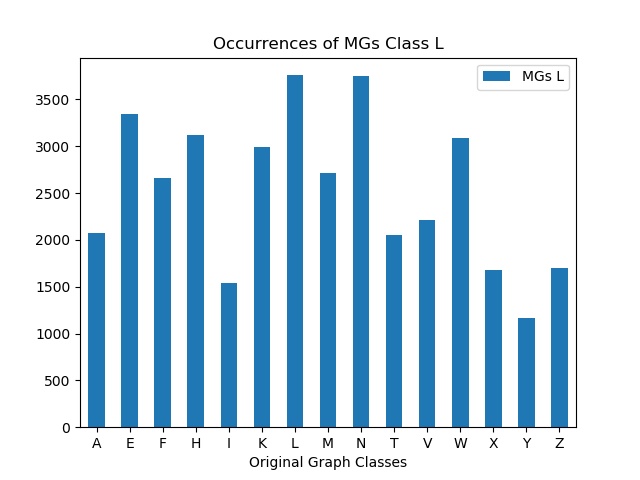 Occurrences of MGs Class L
MGs L
3500
3000
2500
2000
1500
1000
500
0
A E F H I K L M N T V W X Y Z
Original Graph Classes